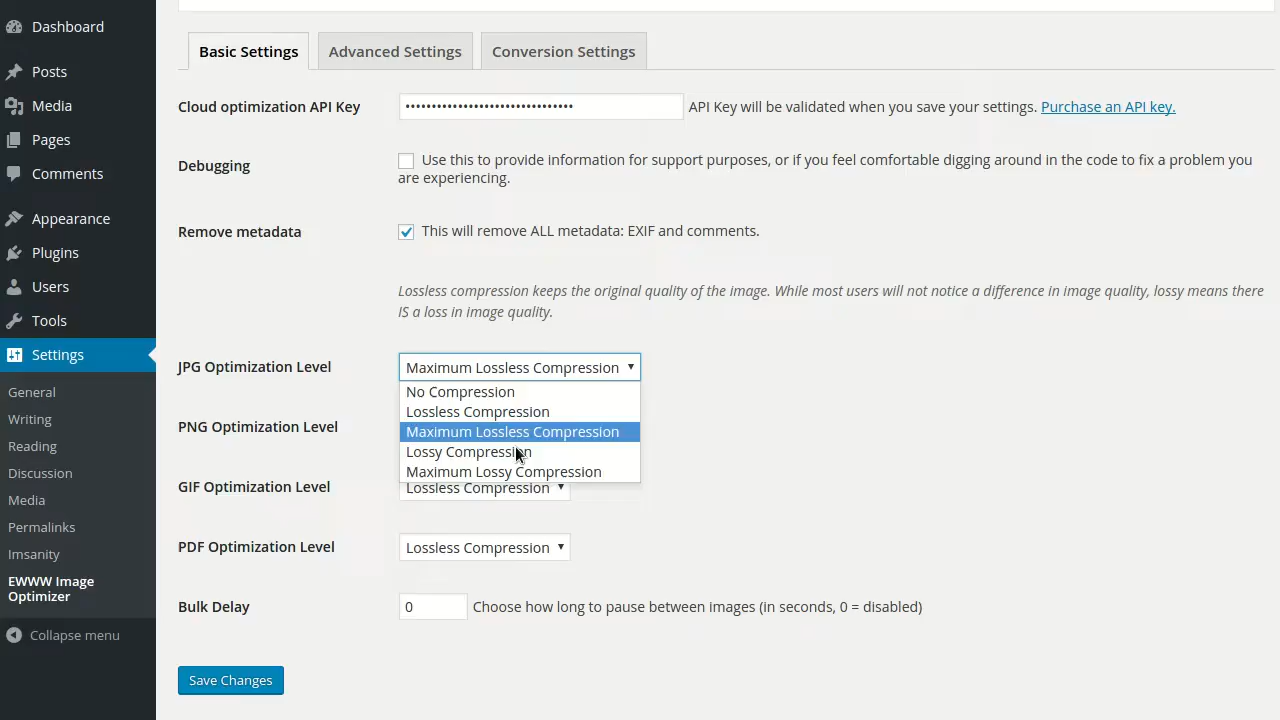 Dashboard
Posts
Media
Pages
Comments
Appearance
Plugins
Users
Tools
Settings
General
Writing
Reading
Discussion
Media
Permalinks
Imsanity
EWWW Image
Optimizer
Collapse menu
Basic Settings
Advanced Settings
Conversion Settings
Cloud optimization API Key
•••••••••••••••••••••••••••••••• API Key will be validated when you save your settings. Purchase an API key.
Debugging
Use this to provide information for support purposes, or if you feel comfortable digging around in the code to fix a problem you
are experiencing.
Remove metadata
This will remove ALL metadata: EXIF and comments.
Lossless compression keeps the original quality of the image. While most users will not notice a difference in image quality, lossy means there
IS a loss in image quality.
JPG Optimization Level
Maximum Lossless Compression
No Compression
Lossless Compression
Maximum Lossless Compression
Lossy Compression
Maximum Lossy Compression
PNG Optimization Level
GIF Optimization Level
Lossless Compression
PDF Optimization Level
Lossless Compression
Bulk Delay
0
Choose how long to pause between images (in seconds, 0 = disabled)
Save Changes